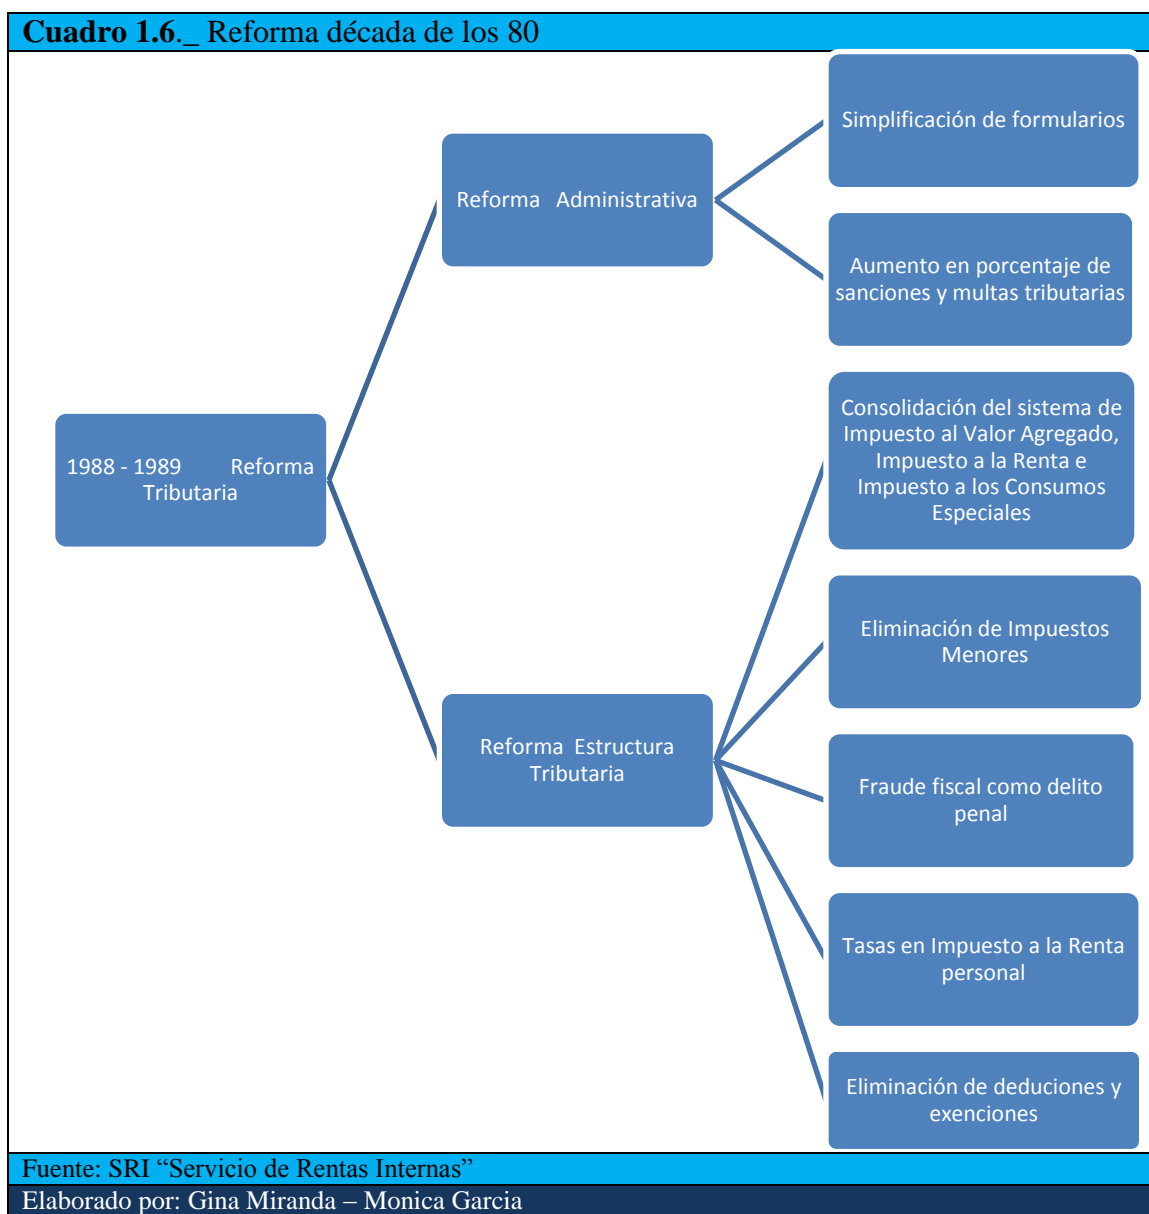 Cuadro 1.6._ Reforma década de los 80
1988 - 1989 Reforma
Tributaria
Reforma Administrativa
Simplificación de formularios
Aumento en porcentaje de
sanciones y multas tributarias
Reforma Estructura
Tributaria
Consolidación del sistema de
Impuesto al Valor Agregado,
Impuesto a la Renta e
Impuesto a los Consumos
Especiales
Eliminación de Impuestos
Menores
Fraude fiscal como delito
penal
Tasas en Impuesto a la Renta
personal
Eliminación de deduciones y
exenciones
Fuente: SRI “Servicio de Rentas Internas”
Elaborado por: Gina Miranda – Monica Garcia